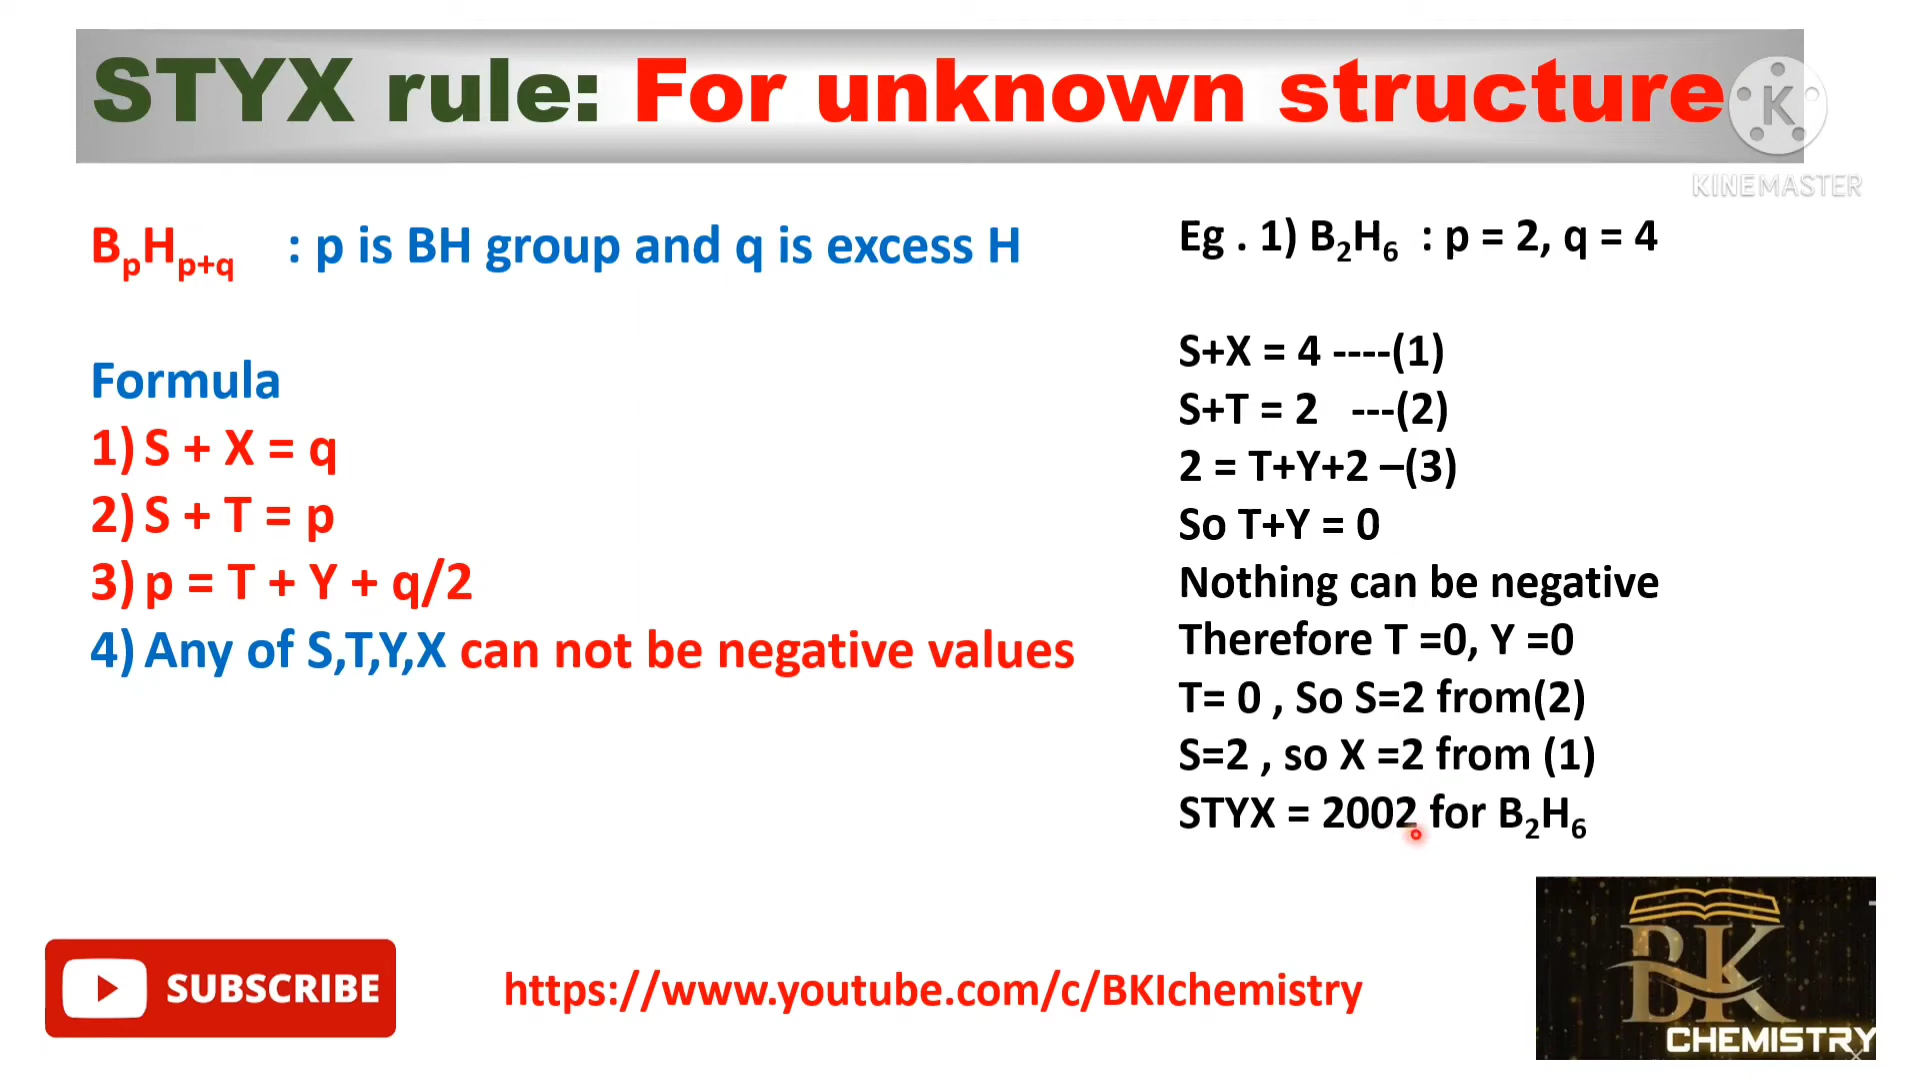 STYX rule: For unknown structure
K
KINEMASTER
BₚHₚ₊q : p is BH group and q is excess H
Formula
1) S + X = q
2) S + T = p
3) p = T + Y + q/2
4) Any of S,T,Y,X can not be negative values
Eg . 1) B₂H₆ : p = 2, q = 4
S+X = 4 ----(1)
S+T = 2 ---(2)
2 = T+Y+2 –(3)
So T+Y = 0
Nothing can be negative
Therefore T =0, Y =0
T= 0 , So S=2 from(2)
S=2 , so X =2 from (1)
STYX = 2002 for B₂H₆
SUBSCRIBE
https://www.youtube.com/c/BKIchemistry
BK
CHEMISTRY